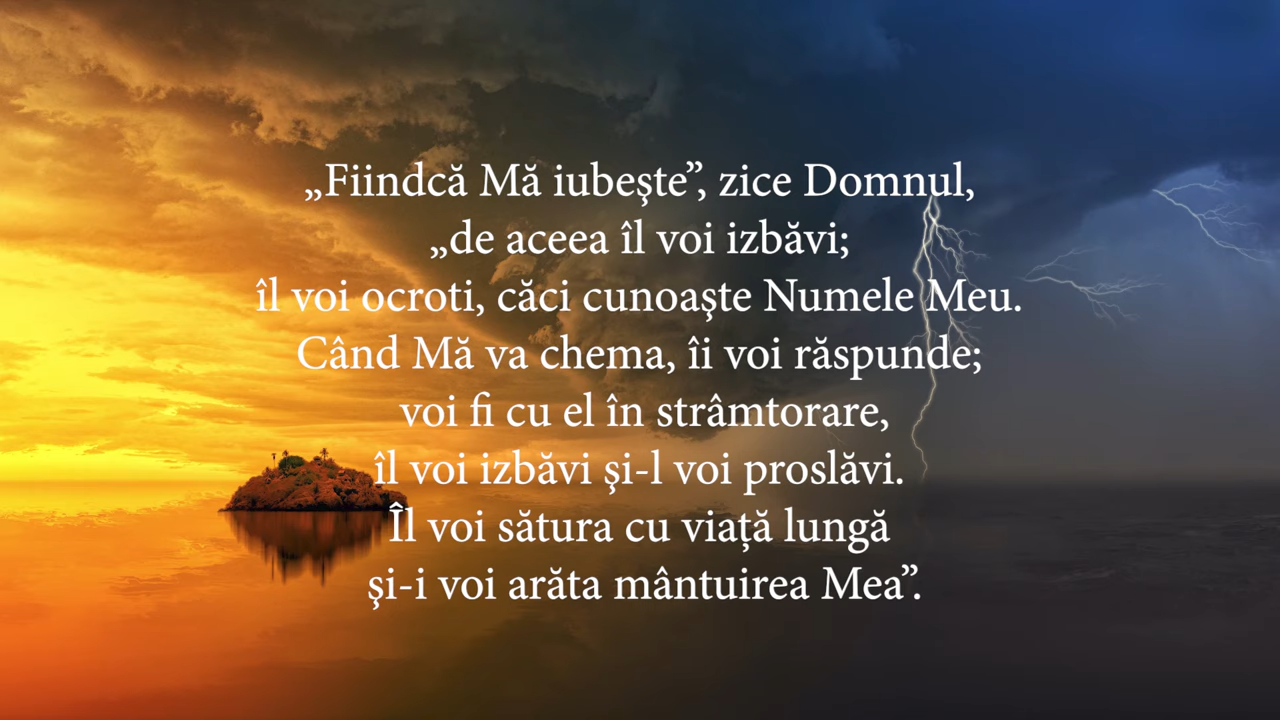 „Fiindcă Mă iubeşte”, zice Domnul,
„de aceea îl voi izbăvi;
îl voi ocroti, căci cunoaşte Numele Meu.
Când Mă va chema, îi voi răspunde;
voi fi cu el în strâmtorare,
îl voi izbăvi şi-l voi proslăvi.
Îl voi sătura cu viaţă lungă
şi-i voi arăta mântuirea Mea”.